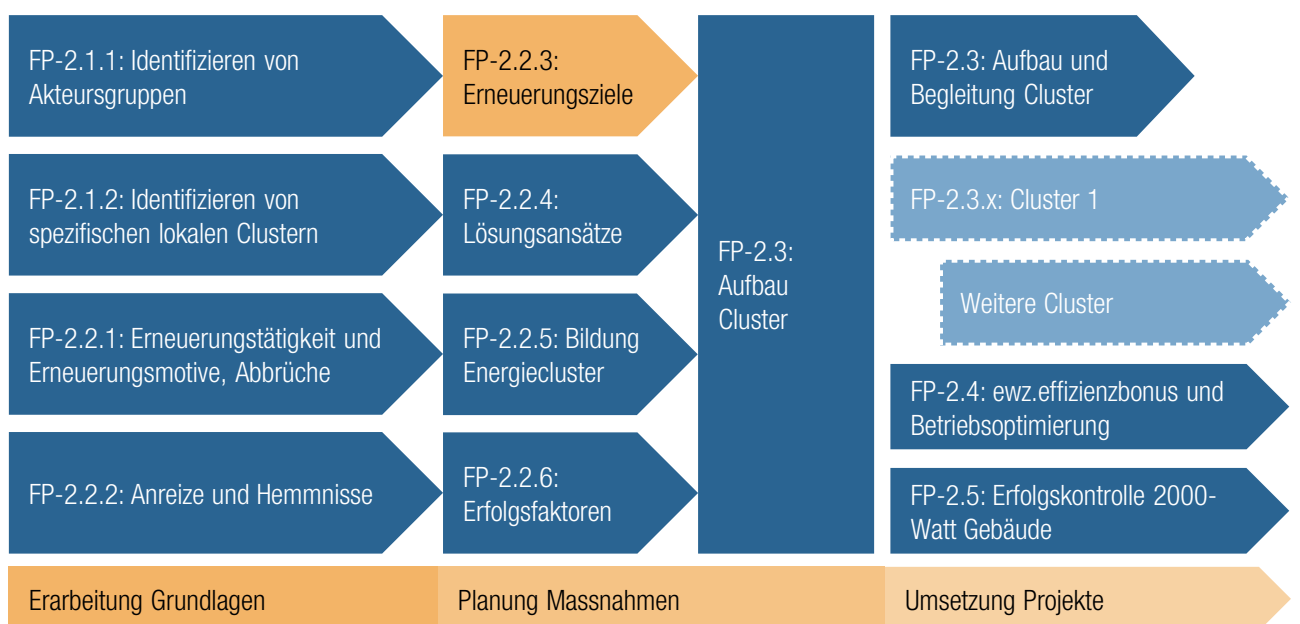 FP-2.1.1: Identifizieren von
Akteursgruppen
FP-2.1.2: Identifizieren von
spezifischen lokalen Clustern
FP-2.2.1: Erneuerungstätigkeit und
Erneuerungsmotive, Abbrüche
FP-2.2.2: Anreize und Hemmnisse
FP-2.2.3:
Erneuerungsziele
FP-2.2.4:
Lösungsansätze
FP-2.2.5: Bildung
Energiecluster
FP-2.2.6:
Erfolgsfaktoren
FP-2.3:
Aufbau
Cluster
FP-2.3: Aufbau und
Begleitung Cluster
FP-2.3.x: Cluster 1
Weitere Cluster
FP-2.4: ewz.effizienzbonus und
Betriebsoptimierung
FP-2.5: Erfolgskontrolle 2000-
Watt Gebäude
Erarbeitung Grundlagen
Planung Massnahmen
Umsetzung Projekte